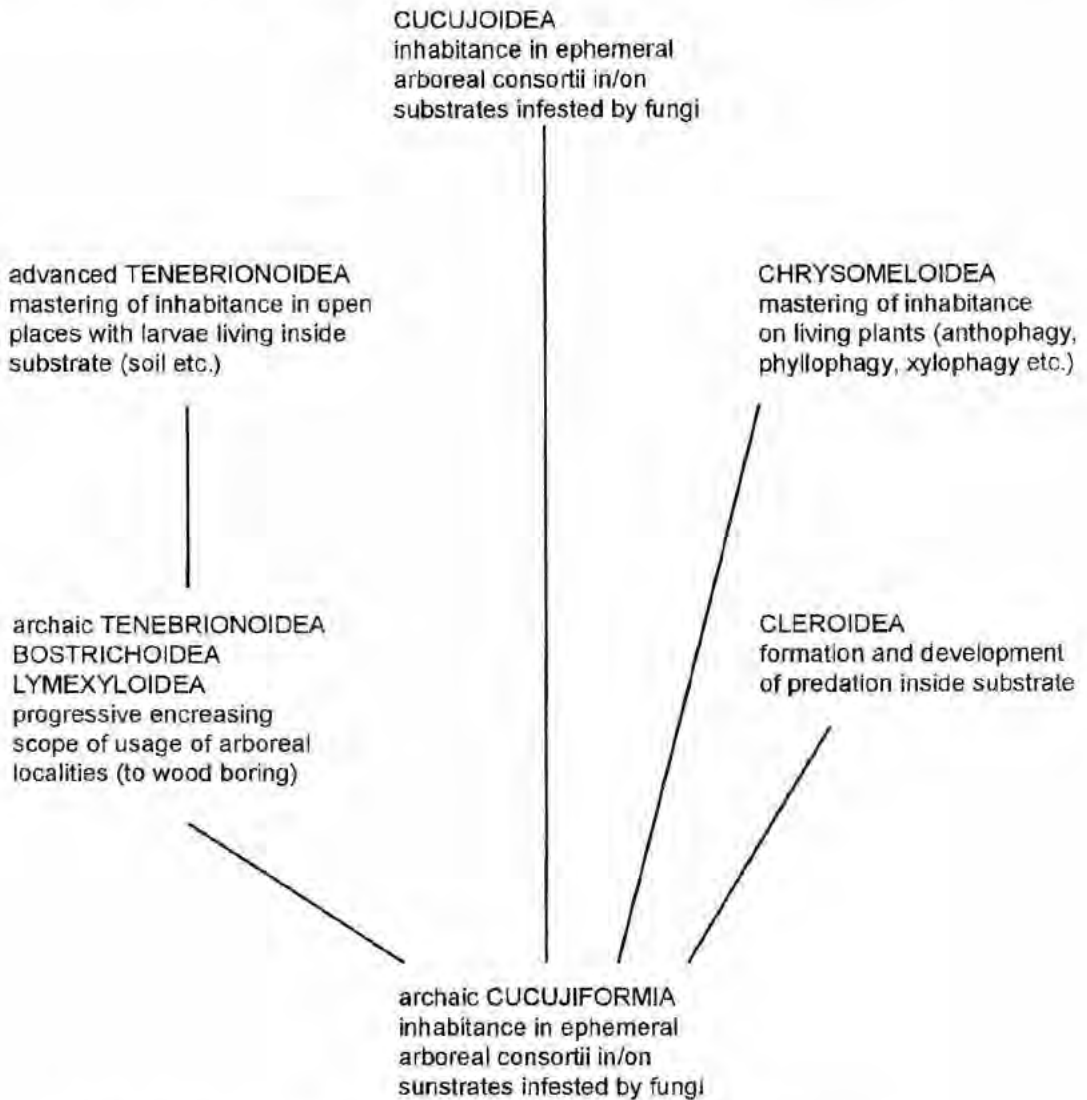 CUCUJOIDEA
inhabitance in ephemeral
arboreal consortii in/on
substrates infested by fungi
advanced TENEBRIONOIDEA
mastering of inhabitance in open
places with larvae living inside
substrate (soil etc.)
CHRYSOMELOIDEA
mastering of inhabitance
on living plants (anthophagy,
phyllophagy, xylophagy etc.)
archaic TENEBRIONOIDEA
BOSTRICHOIDEA
LYMEXYLOIDEA
progressive encreasing
scope of usage of arboreal
localities (to wood boring)
CLEROIDEA
formation and development
of predation inside substrate
archaic CUCUJIFORMIA
inhabitance in ephemeral
arboreal consortii in/on
sunstrates infested by fungi